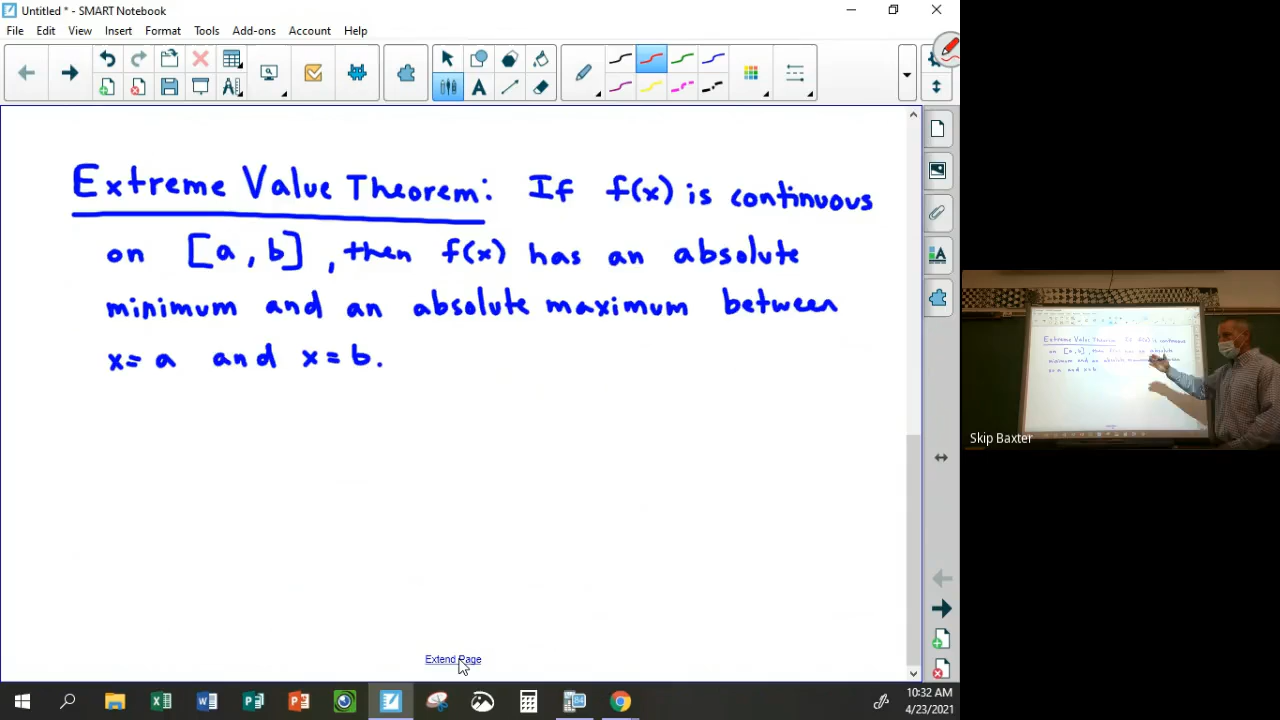 Untitled * - SMART Notebook
File Edit View Insert Format Tools Add-ons Account Help
Extreme Value Theorem: If f(x) is continuous
on [a, b], then f(x) has an absolute
minimum and an absolute maximum between
x= a and x = b.
Extend Page
Skip Baxter
10:32 AM
4/23/2021